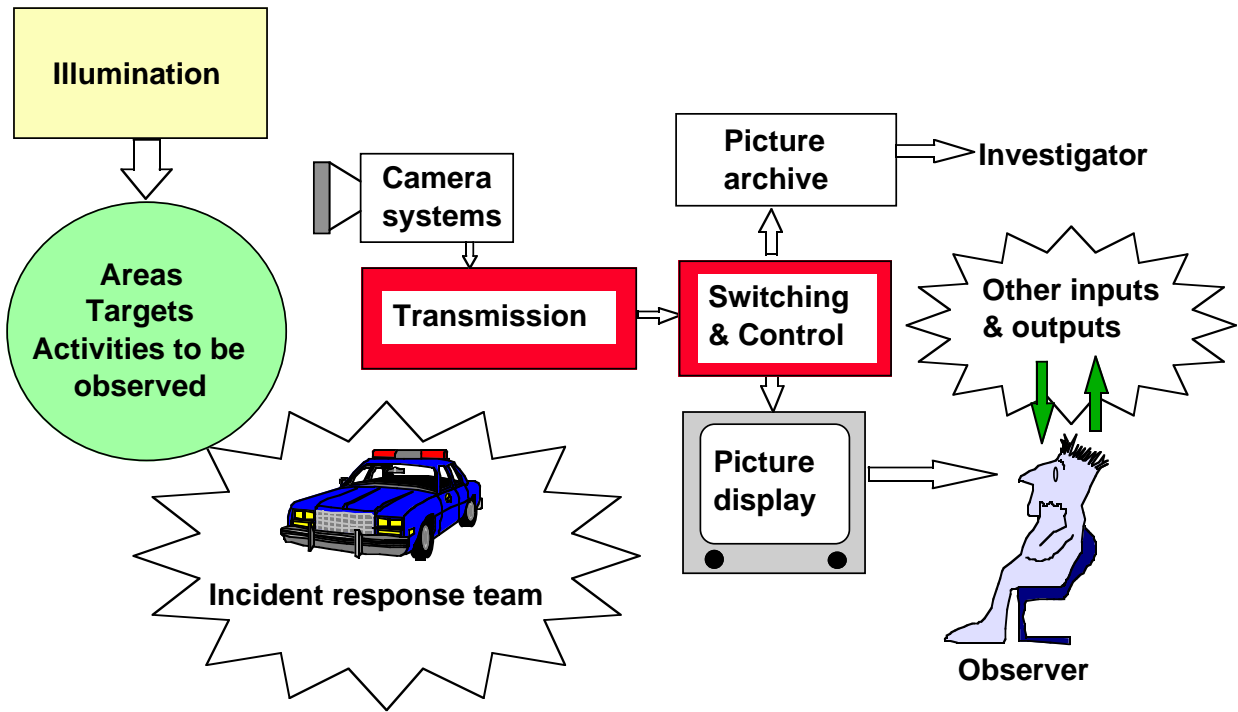 Illumination
Areas
Targets
Activities to be
observed
Camera
systems
Transmission
Switching
& Control
Picture
archive
Investigator
Other inputs
& outputs
Picture
display
Observer
Incident response team